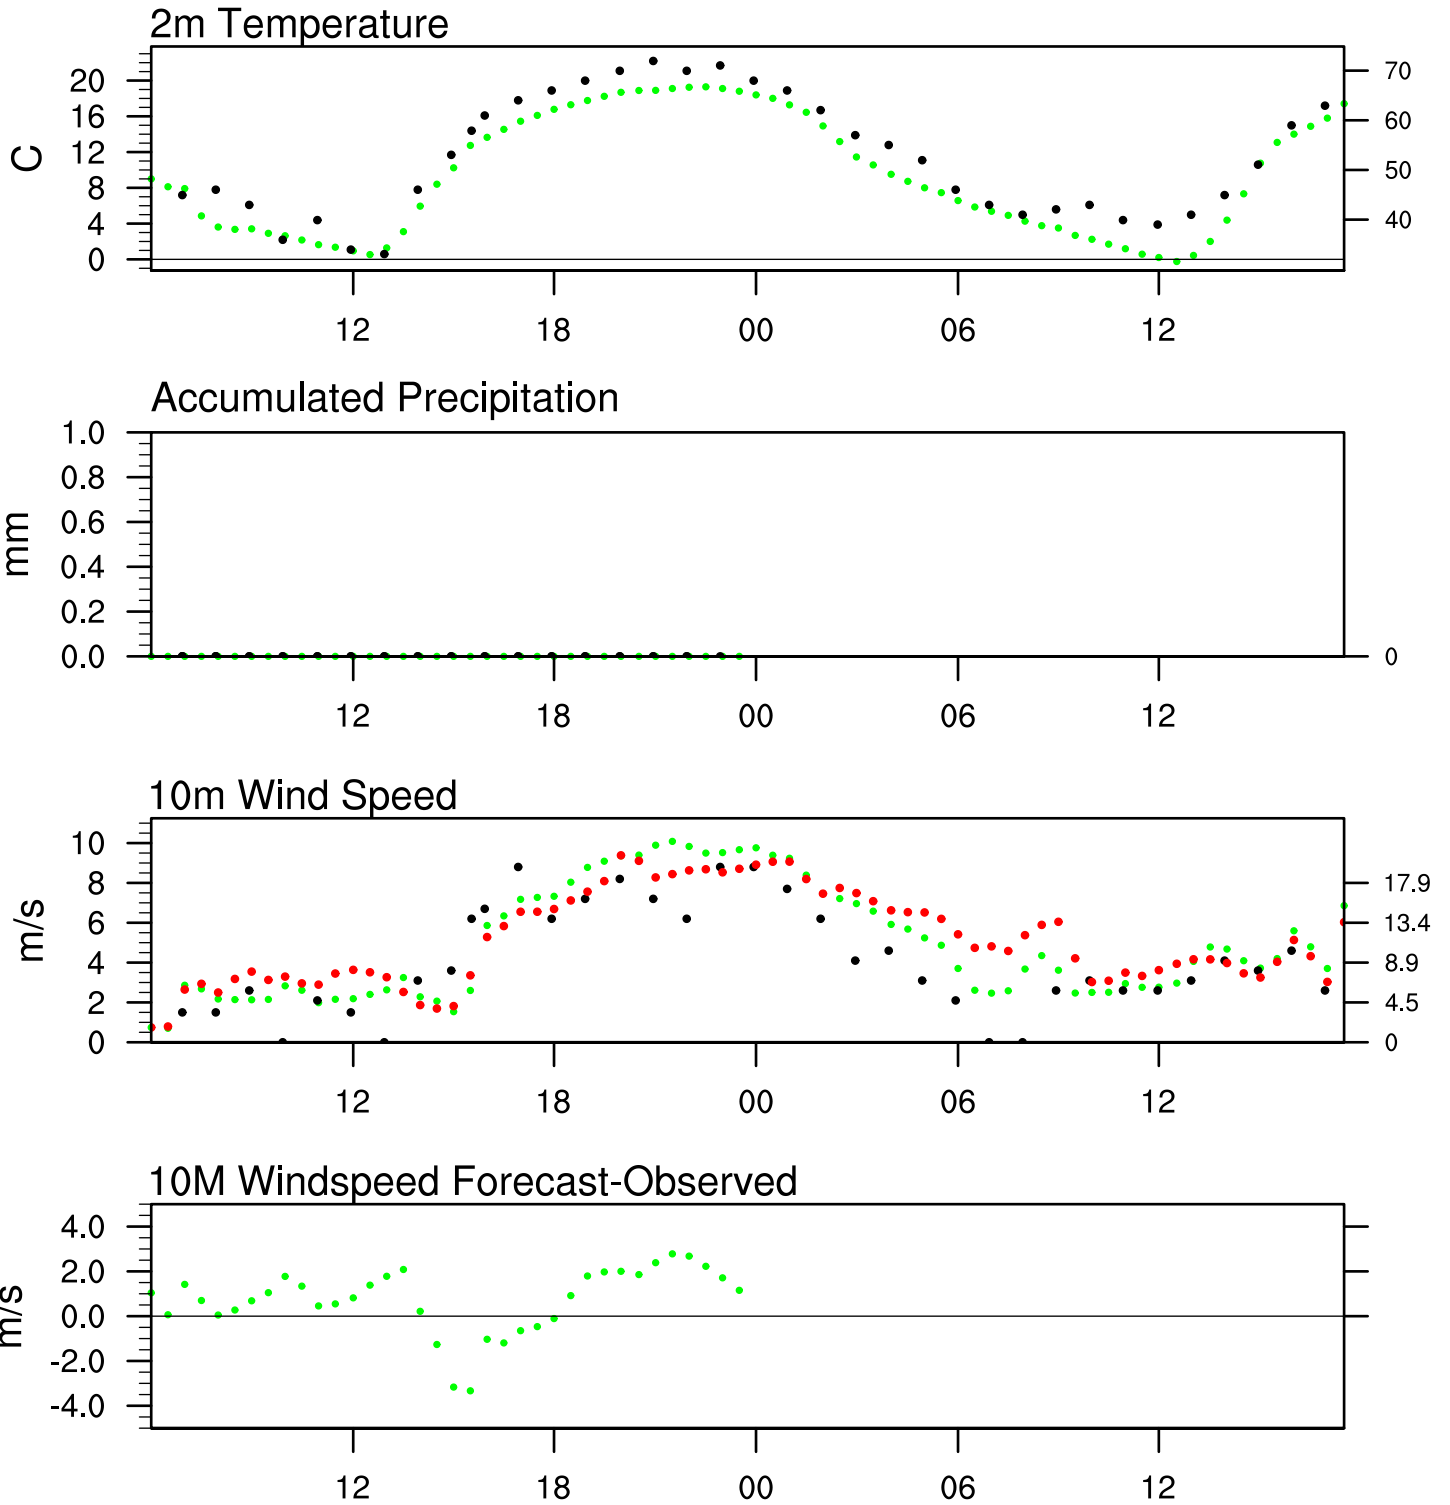 2m Temperature
C
20
16
12
8
4
0
70
60
50
40
12 18 00 06 12
Accumulated Precipitation
mm
1.0
0.8
0.6
0.4
0.2
0.0
0
12 18 00 06 12
10m Wind Speed
m/s
10
8
6
4
2
0
17.9
13.4
8.9
4.5
0
12 18 00 06 12
10M Windspeed Forecast-Observed
m/s
4.0
2.0
0.0
-2.0
-4.0
12 18 00 06 12